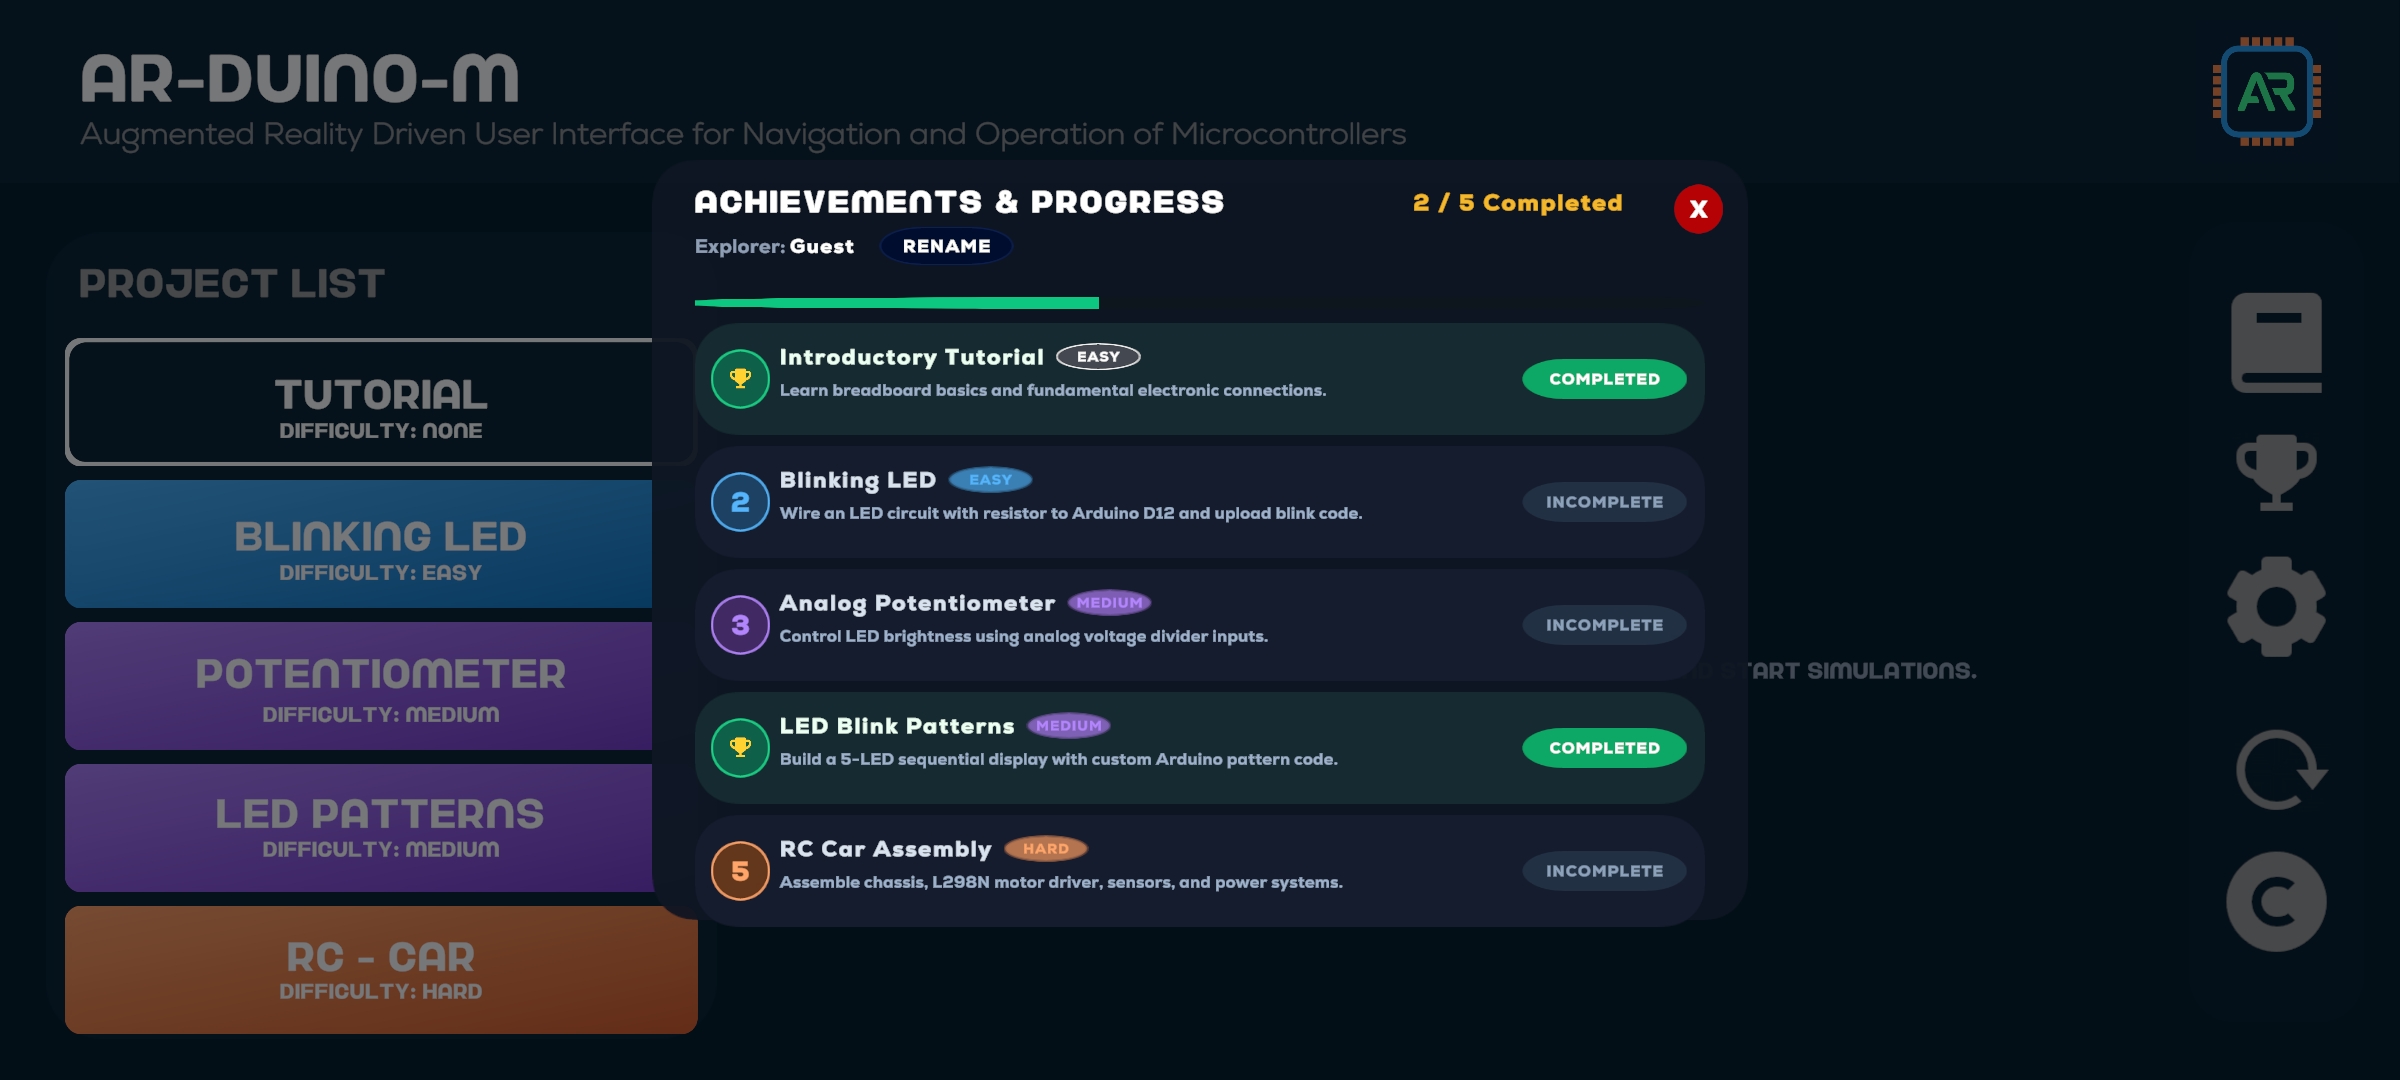 AR-DUINO-M
Augmented Reality Driven User Interface for Navigation and Operation of Microcontrollers
AR
ACHIEVEMENTS & PROGRESS
2 / 5 Completed
X
Explorer: Guest
RENAME
PROJECT LIST
TUTORIAL
DIFFICULTY: NONE
BLINKING LED
DIFFICULTY: EASY
POTENTIOMETER
DIFFICULTY: MEDIUM
LED PATTERNS
DIFFICULTY: MEDIUM
RC - CAR
DIFFICULTY: HARD
Introductory Tutorial
EASY
Learn breadboard basics and fundamental electronic connections.
COMPLETED
2
Blinking LED
EASY
Wire an LED circuit with resistor to Arduino D12 and upload blink code.
INCOMPLETE
3
Analog Potentiometer
MEDIUM
Control LED brightness using analog voltage divider inputs.
INCOMPLETE
LED Blink Patterns
MEDIUM
Build a 5-LED sequential display with custom Arduino pattern code.
COMPLETED
5
RC Car Assembly
HARD
Assemble chassis, L298N motor driver, sensors, and power systems.
INCOMPLETE
START SIMULATIONS.
C